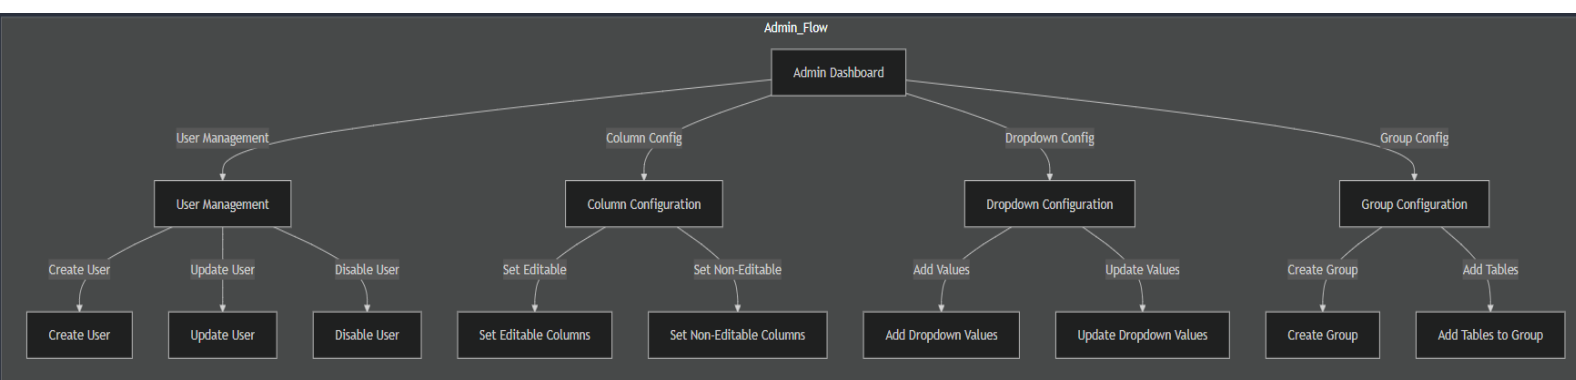 Admin_Flow
Admin Dashboard
User Management
Column Config
Dropdown Config
Group Config
User Management
Column Configuration
Dropdown Configuration
Group Configuration
Create User
Update User
Disable User
Set Editable
Set Non-Editable
Add Values
Update Values
Create Group
Add Tables
Create User
Update User
Disable User
Set Editable Columns
Set Non-Editable Columns
Add Dropdown Values
Update Dropdown Values
Create Group
Add Tables to Group